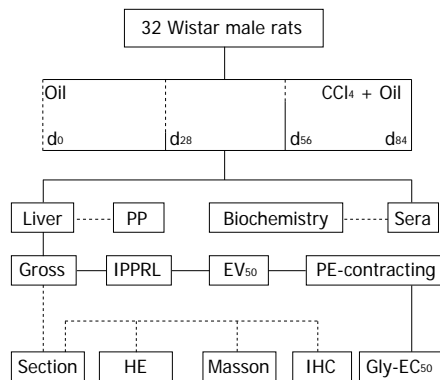 32 Wistar male rats
Oil CCl4 + Oil
d0 d28 d56 d84
Liver PP Biochemistry Sera
Gross IPPRL EV50 PE-contracting
Section HE Masson IHC Gly-EC50